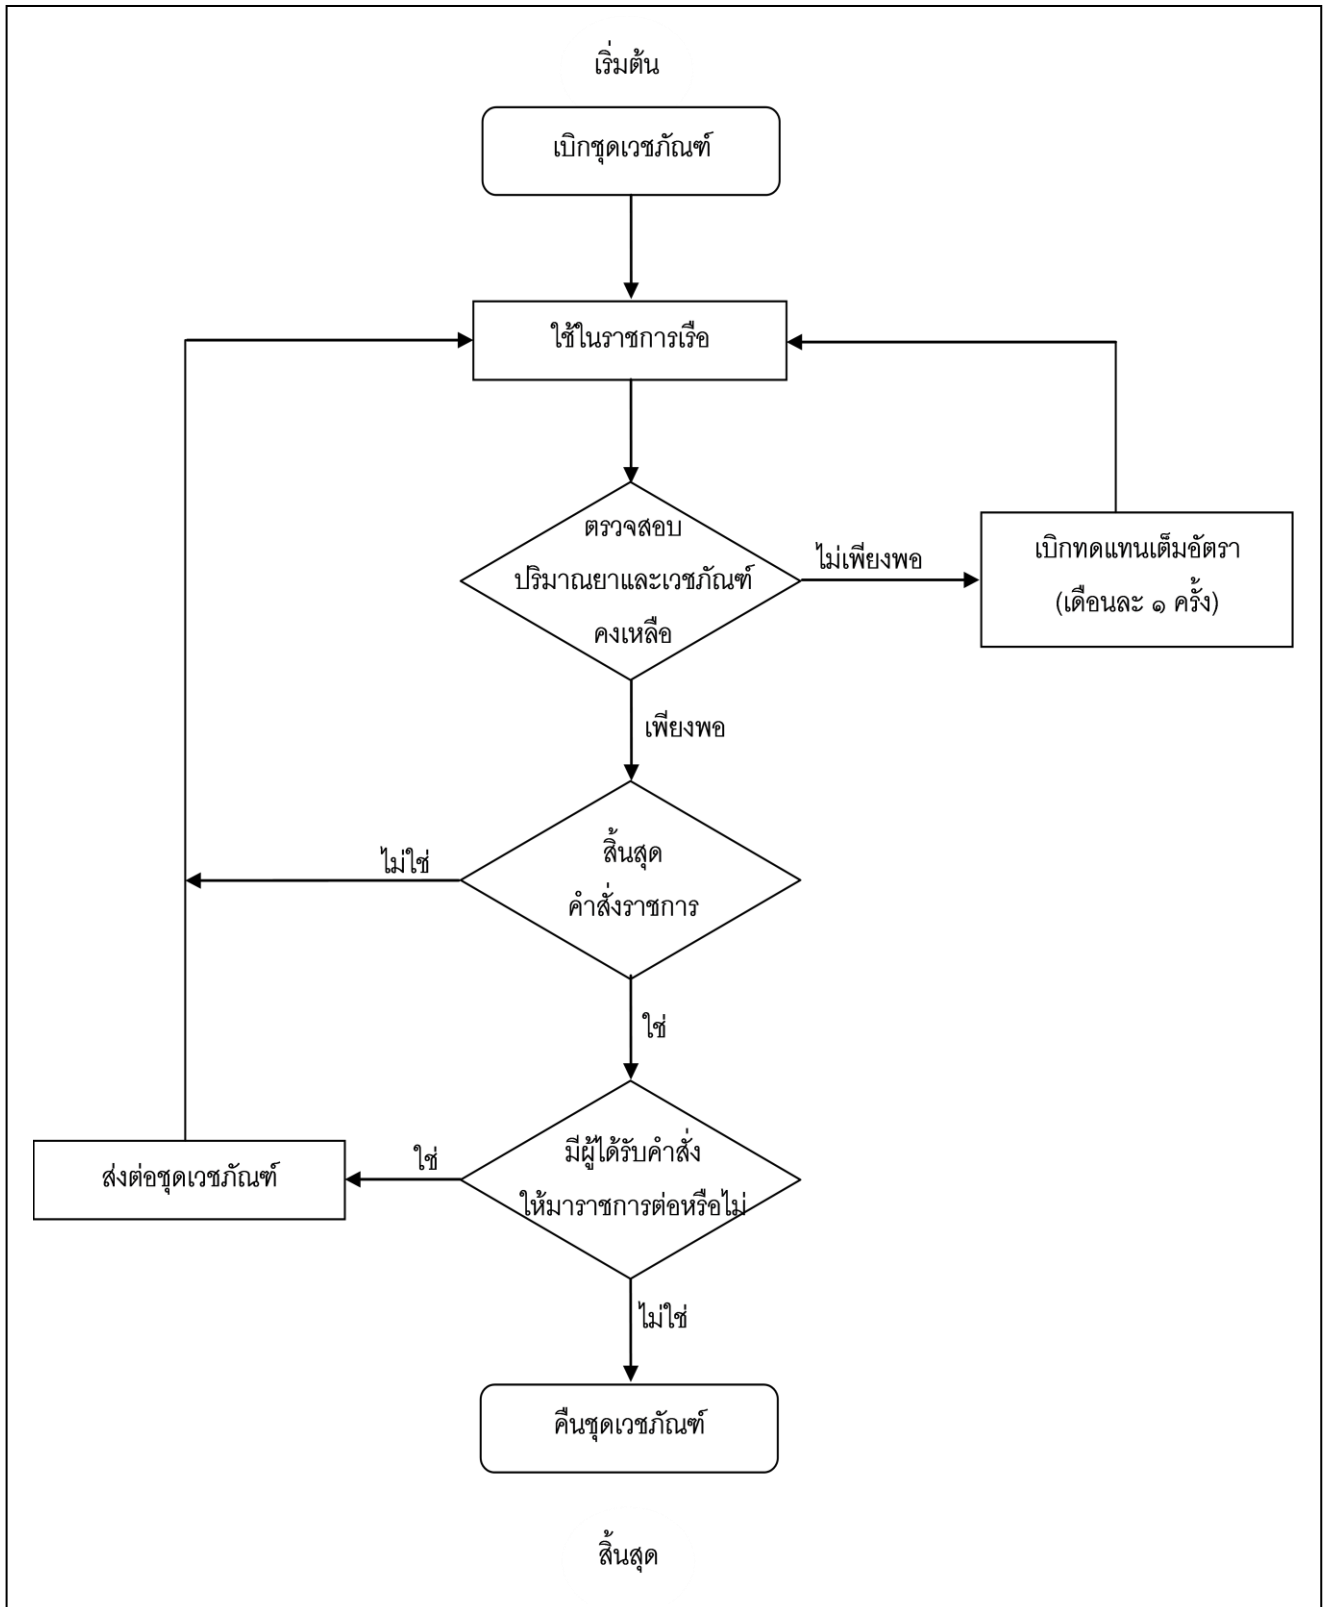 เริ่มต้น
เบิกชุดเวชภัณฑ์
ใช้ในราชการเรือ
ตรวจสอบ
ปริมาณยาและเวชภัณฑ์
คงเหลือ
ไม่เพียงพอ
เบิกทดแทนเต็มอัตรา
(เดือนละ ๑ ครั้ง)
เพียงพอ
สิ้นสุด
คำสั่งราชการ
ไม่ใช่
ใช่
มีผู้ได้รับคำสั่ง
ให้มาราชการต่อหรือไม่
ใช่
ส่งต่อชุดเวชภัณฑ์
ไม่ใช่
คืนชุดเวชภัณฑ์
สิ้นสุด